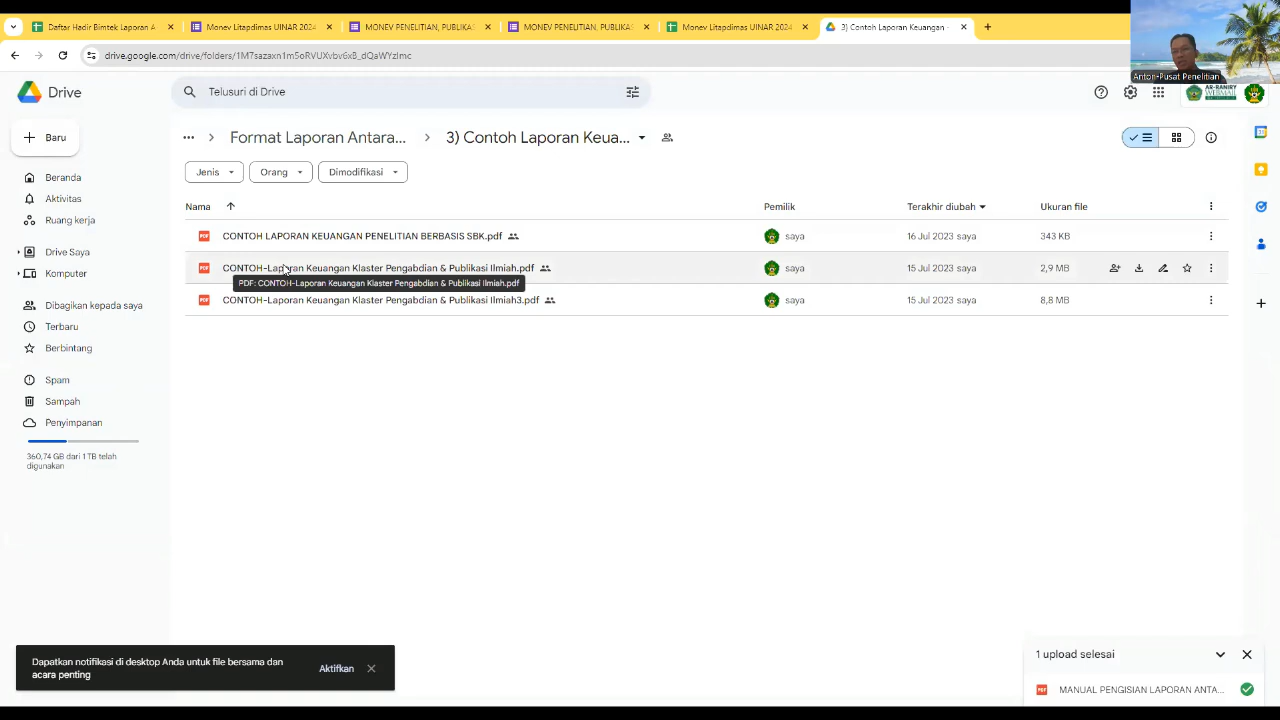 Daftar Hadir Bimtek Laporan A
Monev Litapdimas UINAR 2024
MONEV PENELITIAN, PUBLIKAS
MONEV PENELITIAN, PUBLIKAS
Monev Litapdimas UINAR 2024
3) Contoh Laporan Keuangan -
Anton-Pusat Penelitian
Drive
Telusuri di Drive
AR-RANIRY
WEBMAIL
Baru
Format Laporan Antara...
3) Contoh Laporan Keua...
Beranda
Aktivitas
Ruang kerja
Drive Saya
Komputer
Dibagikan kepada saya
Terbaru
Berbintang
Spam
Sampah
Penyimpanan
360,74 GB dari 1 TB telah
digunakan
Jenis
Orang
Dimodifikasi
Nama
Pemilik
Terakhir diubah
Ukuran file
PDF CONTOH LAPORAN KEUANGAN PENELITIAN BERBASIS SBK.pdf saya 16 Jul 2023 saya 343 KB
PDF CONTOH-Laporan Keuangan Klaster Pengabdian & Publikasi Ilmiah.pdf saya 15 Jul 2023 saya 2,9 MB
PDF: CONTOH-Laporan Keuangan Klaster Pengabdian & Publikasi Ilmiah.pdf
PDF CONTOH-Laporan Keuangan Klaster Pengabdian & Publikasi Ilmiah3.pdf saya 15 Jul 2023 saya 8,8 MB
Dapatkan notifikasi di desktop Anda untuk file bersama dan
acara penting
Aktifkan
1 upload selesai
PDF MANUAL PENGISIAN LAPORAN ANTA...